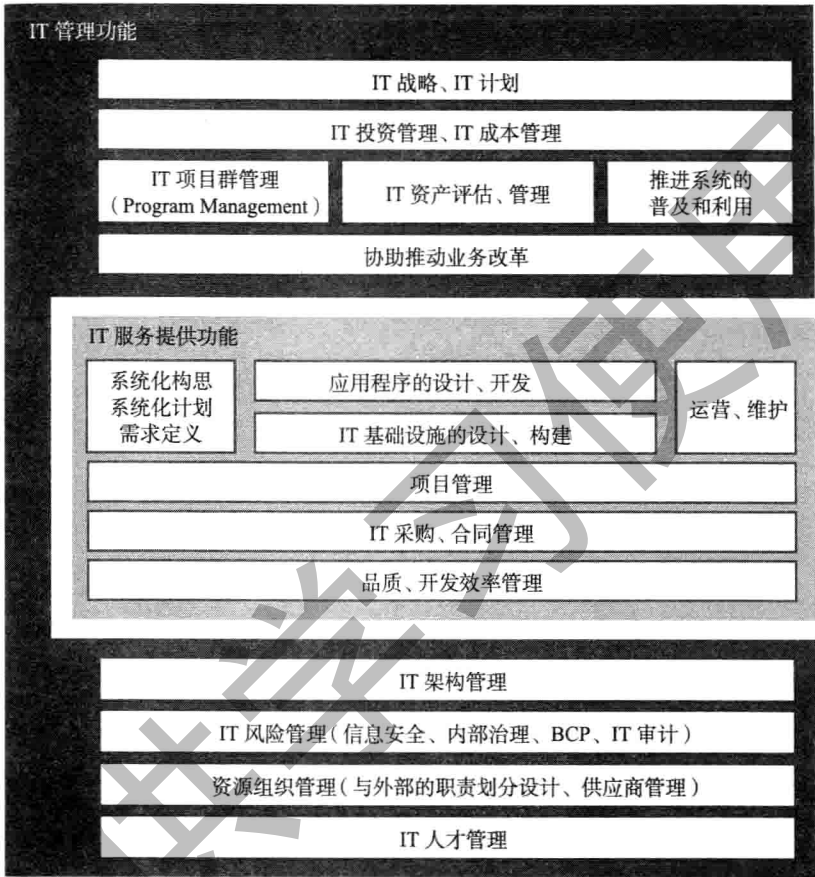 IT 管理功能
IT 战略、IT 计划
IT 投资管理、IT 成本管理
IT 项目群管理
（Program Management）
IT 资产评估、管理
推进系统的
普及和利用
协助推动业务改革
IT 服务提供功能
系统化构思
系统化计划
需求定义
应用程序的设计、开发
IT 基础设施的设计、构建
运营、维护
项目管理
IT 采购、合同管理
品质、开发效率管理
IT 架构管理
IT 风险管理（信息安全、内部治理、BCP、IT 审计）
资源组织管理（与外部的职责划分设计、供应商管理）
IT 人才管理
供学习使用